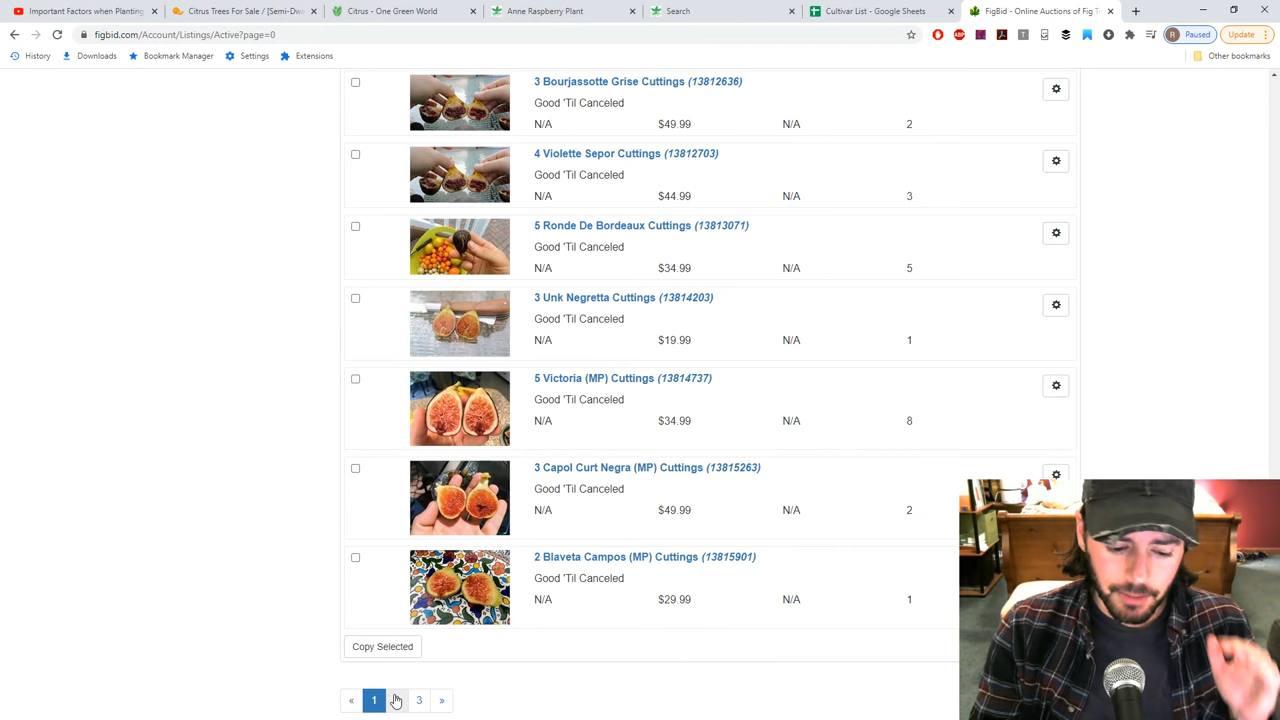 Important Factors when Planting
Citrus Trees For Sale / [Semi-Dw
Citrus - One Green World
Anne Raspberry Plant
Search
Cultivar List - Google Sheets
FigBid - Online Auctions of Fig T
figbid.com/Account/Listings/Active?page=0
ABP
T
R Paused
Update
History
Downloads
Bookmark Manager
Settings
Extensions
Other bookmarks
3 Bourjassotte Grise Cuttings (13812636)
Good 'Til Canceled
N/A $49.99 N/A 2
4 Violette Sepor Cuttings (13812703)
Good 'Til Canceled
N/A $44.99 N/A 3
5 Ronde De Bordeaux Cuttings (13813071)
Good 'Til Canceled
N/A $34.99 N/A 5
3 Unk Negretta Cuttings (13814203)
Good 'Til Canceled
N/A $19.99 N/A 1
5 Victoria (MP) Cuttings (13814737)
Good 'Til Canceled
N/A $34.99 N/A 8
3 Capol Curt Negra (MP) Cuttings (13815263)
Good 'Til Canceled
N/A $49.99 N/A 2
2 Blaveta Campos (MP) Cuttings (13815901)
Good 'Til Canceled
N/A $29.99 N/A 1
Copy Selected
« 1 3 »